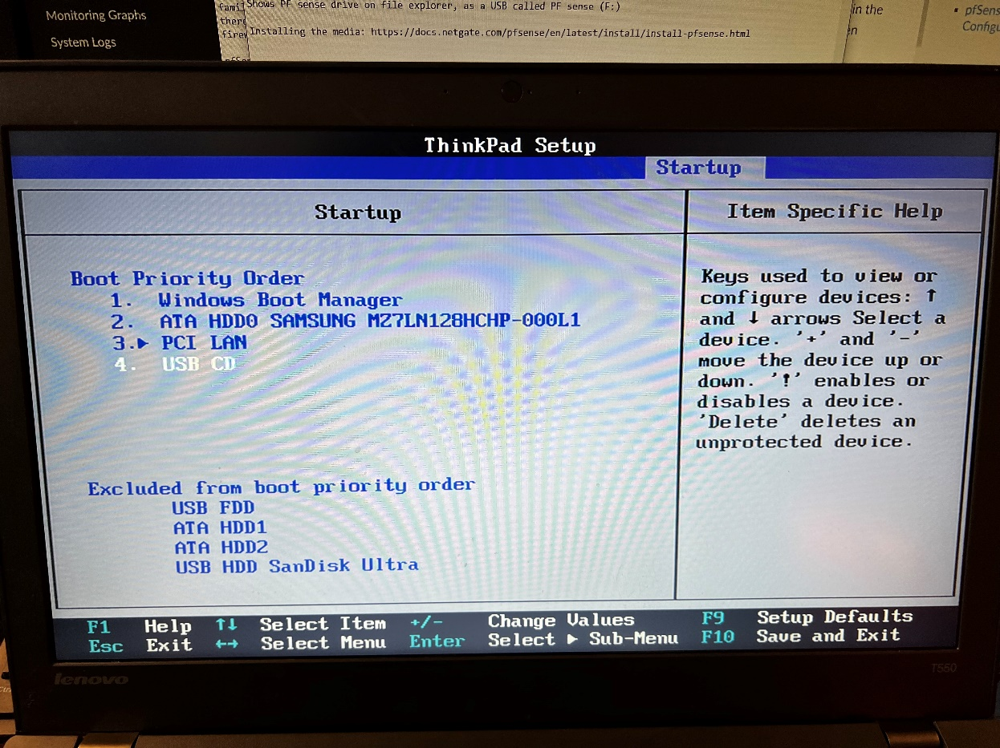 Monitoring Graphs
System Logs
Shows PF sense drive on file explorer, as a USB called PF sense (F:)
Installing the media: https://docs.netgate.com/pfsense/en/latest/install/install-pfsense.html
in the
pfSens
Configu
ThinkPad Setup
Startup
Startup
Item Specific Help
Boot Priority Order
1. Windows Boot Manager
2. ATA HDD0 SAMSUNG MZ7LN128HCHP-000L1
3.▶ PCI LAN
4. USB CD
Excluded from boot priority order
USB FDD
ATA HDD1
ATA HDD2
USB HDD SanDisk Ultra
Keys used to view or
configure devices: ↑
and ↓ arrows Select a
device. '+' and '-'
move the device up or
down. '!' enables or
disables a device.
'Delete' deletes an
unprotected device.
F1 Help ↑↓ Select Item +/- Change Values F9 Setup Defaults
Esc Exit ←→ Select Menu Enter Select ▶ Sub-Menu F10 Save and Exit
lenovo
T550